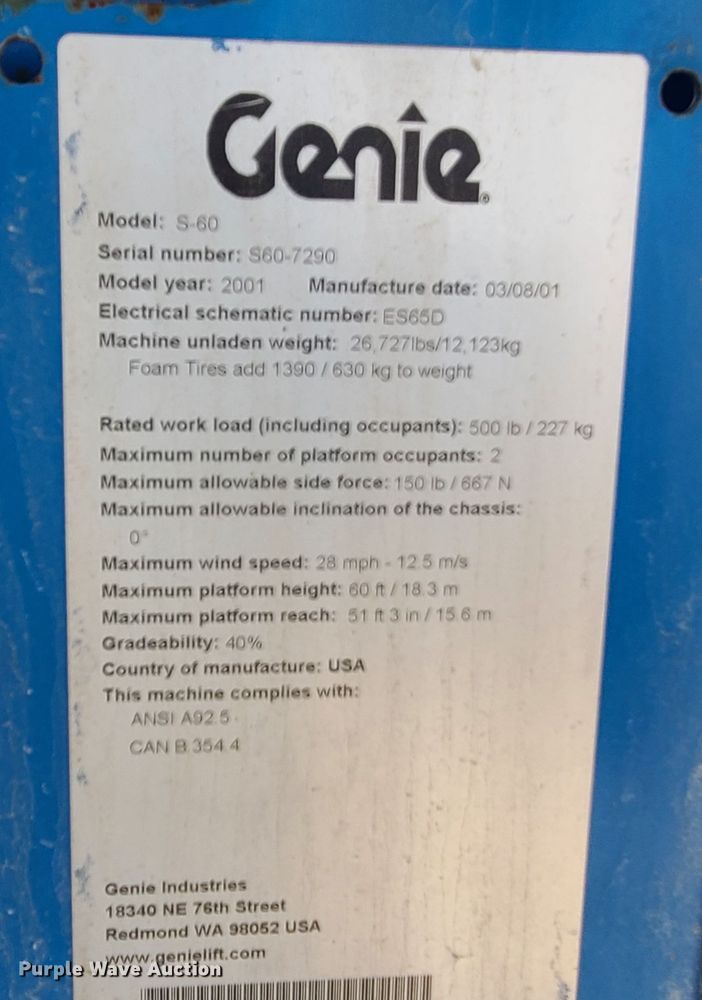 Genie®
Model: S-60
Serial number: S60-7290
Model year: 2001 Manufacture date: 03/08/01
Electrical schematic number: ES65D
Machine unladen weight: 26,727lbs/12,123kg
Foam Tires add 1390 / 630 kg to weight
Rated work load (including occupants): 500 lb / 227 kg
Maximum number of platform occupants: 2
Maximum allowable side force: 150 lb / 667 N
Maximum allowable inclination of the chassis:
0°
Maximum wind speed: 28 mph - 12.5 m/s
Maximum platform height: 60 ft / 18.3 m
Maximum platform reach: 51 ft 3 in / 15.6 m
Gradeability: 40%
Country of manufacture: USA
This machine complies with:
ANSI A92.5
CAN B.354.4
Genie Industries
18340 NE 76th Street
Redmond WA 98052 USA
www.genielift.com
Purple Wave Auction